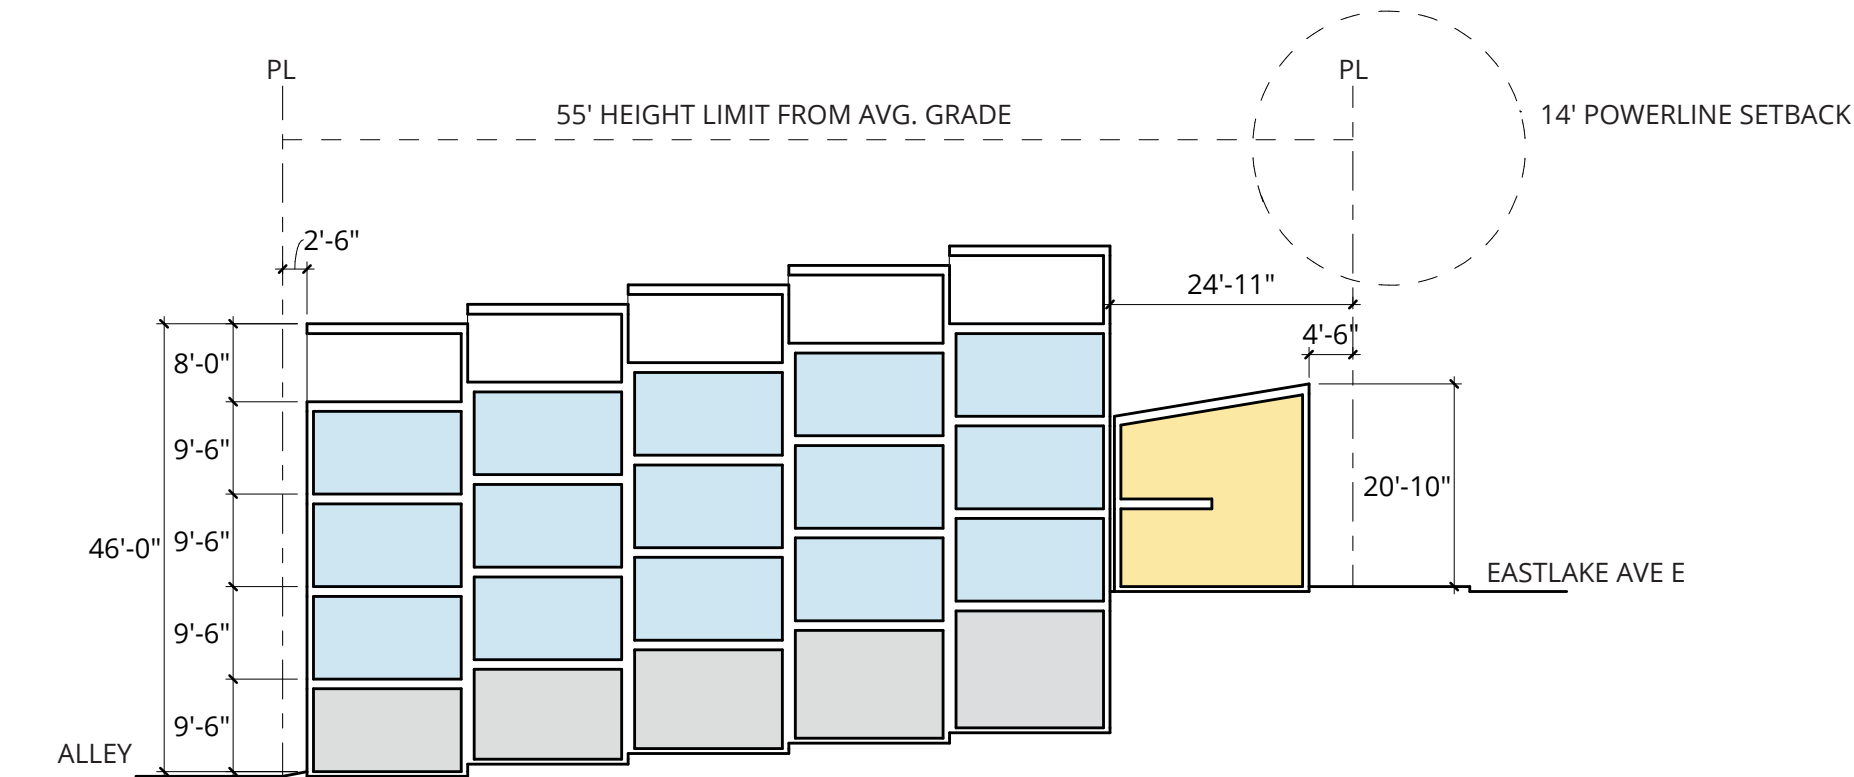 PL
PL
55' HEIGHT LIMIT FROM AVG. GRADE
14' POWERLINE SETBACK
2'-6"
24'-11"
4'-6"
8'-0"
9'-6"
20'-10"
46'-0"
9'-6"
EASTLAKE AVE E
9'-6"
9'-6"
ALLEY